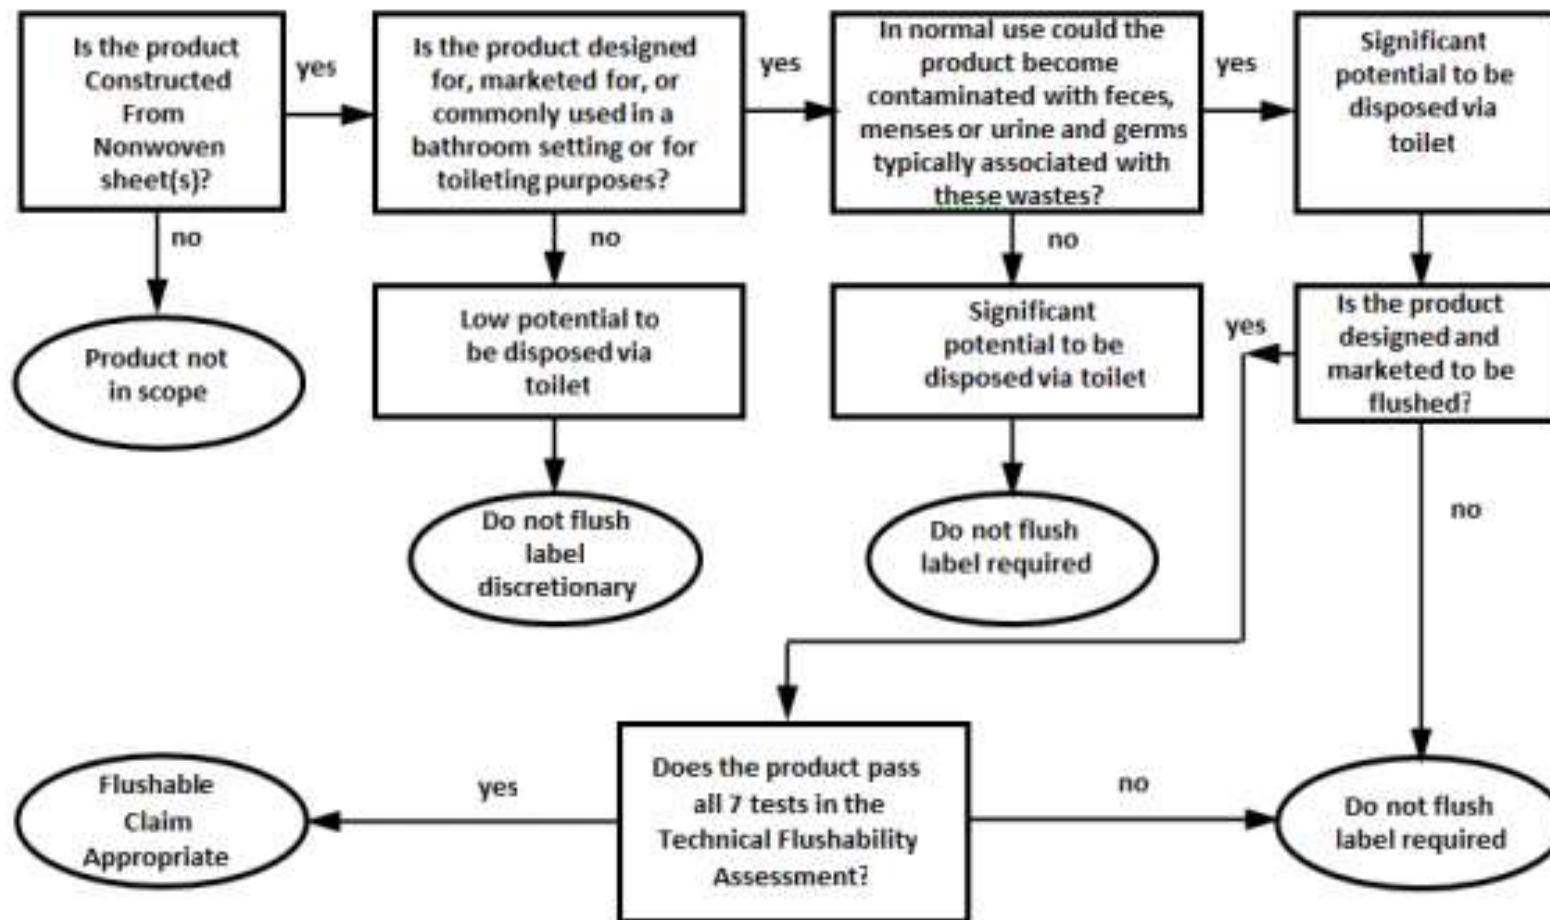 Is the product
Constructed
From
Nonwoven
sheet(s)?
yes
Is the product designed
for, marketed for, or
commonly used in a
bathroom setting or for
toileting purposes?
yes
In normal use could the
product become
contaminated with feces,
menses or urine and germs
typically associated with
these wastes?
yes
Significant
potential to be
disposed via
toilet
no
no
no
Product not
in scope
Low potential to
be disposed via
toilet
Significant
potential to be
disposed via toilet
yes
Is the product
designed and
marketed to be
flushed?
Do not flush
label
discretionary
Do not flush
label required
no
Flushable
Claim
Appropriate
yes
Does the product pass
all 7 tests in the
Technical Flushability
Assessment?
no
Do not flush
label required